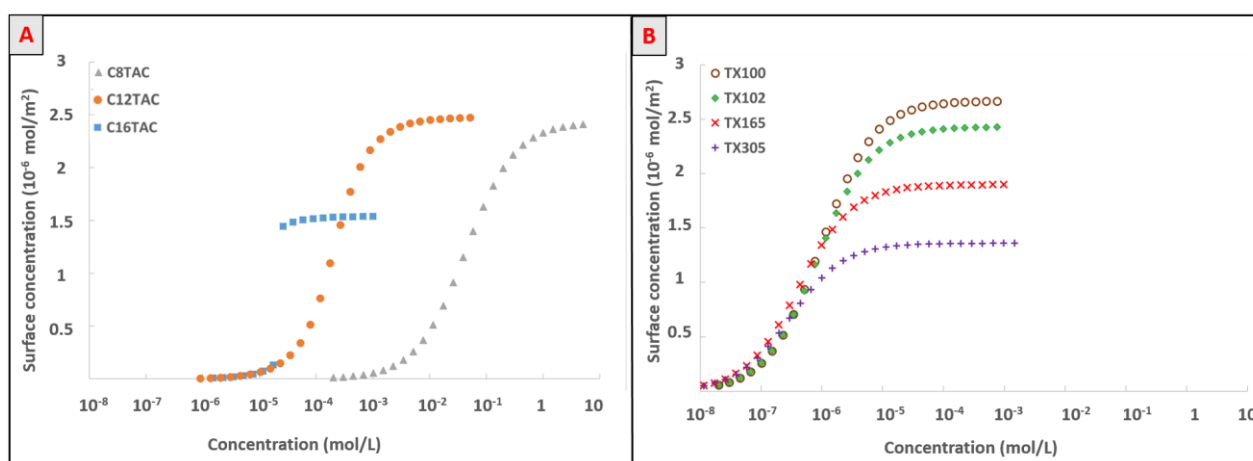 A
Surface concentration (10⁻⁶ mol/m²)
3
2.5
2
1.5
1
0.5
C8TAC
C12TAC
C16TAC
10⁻⁸ 10⁻⁷ 10⁻⁶ 10⁻⁵ 10⁻⁴ 10⁻³ 10⁻² 10⁻¹ 1 10
Concentration (mol/L)
B
Surface concentration (10⁻⁶ mol/m²)
3
2.5
2
1.5
1
0.5
TX100
TX102
TX165
TX305
10⁻⁸ 10⁻⁷ 10⁻⁶ 10⁻⁵ 10⁻⁴ 10⁻³ 10⁻² 10⁻¹ 1 10
Concentration (mol/L)